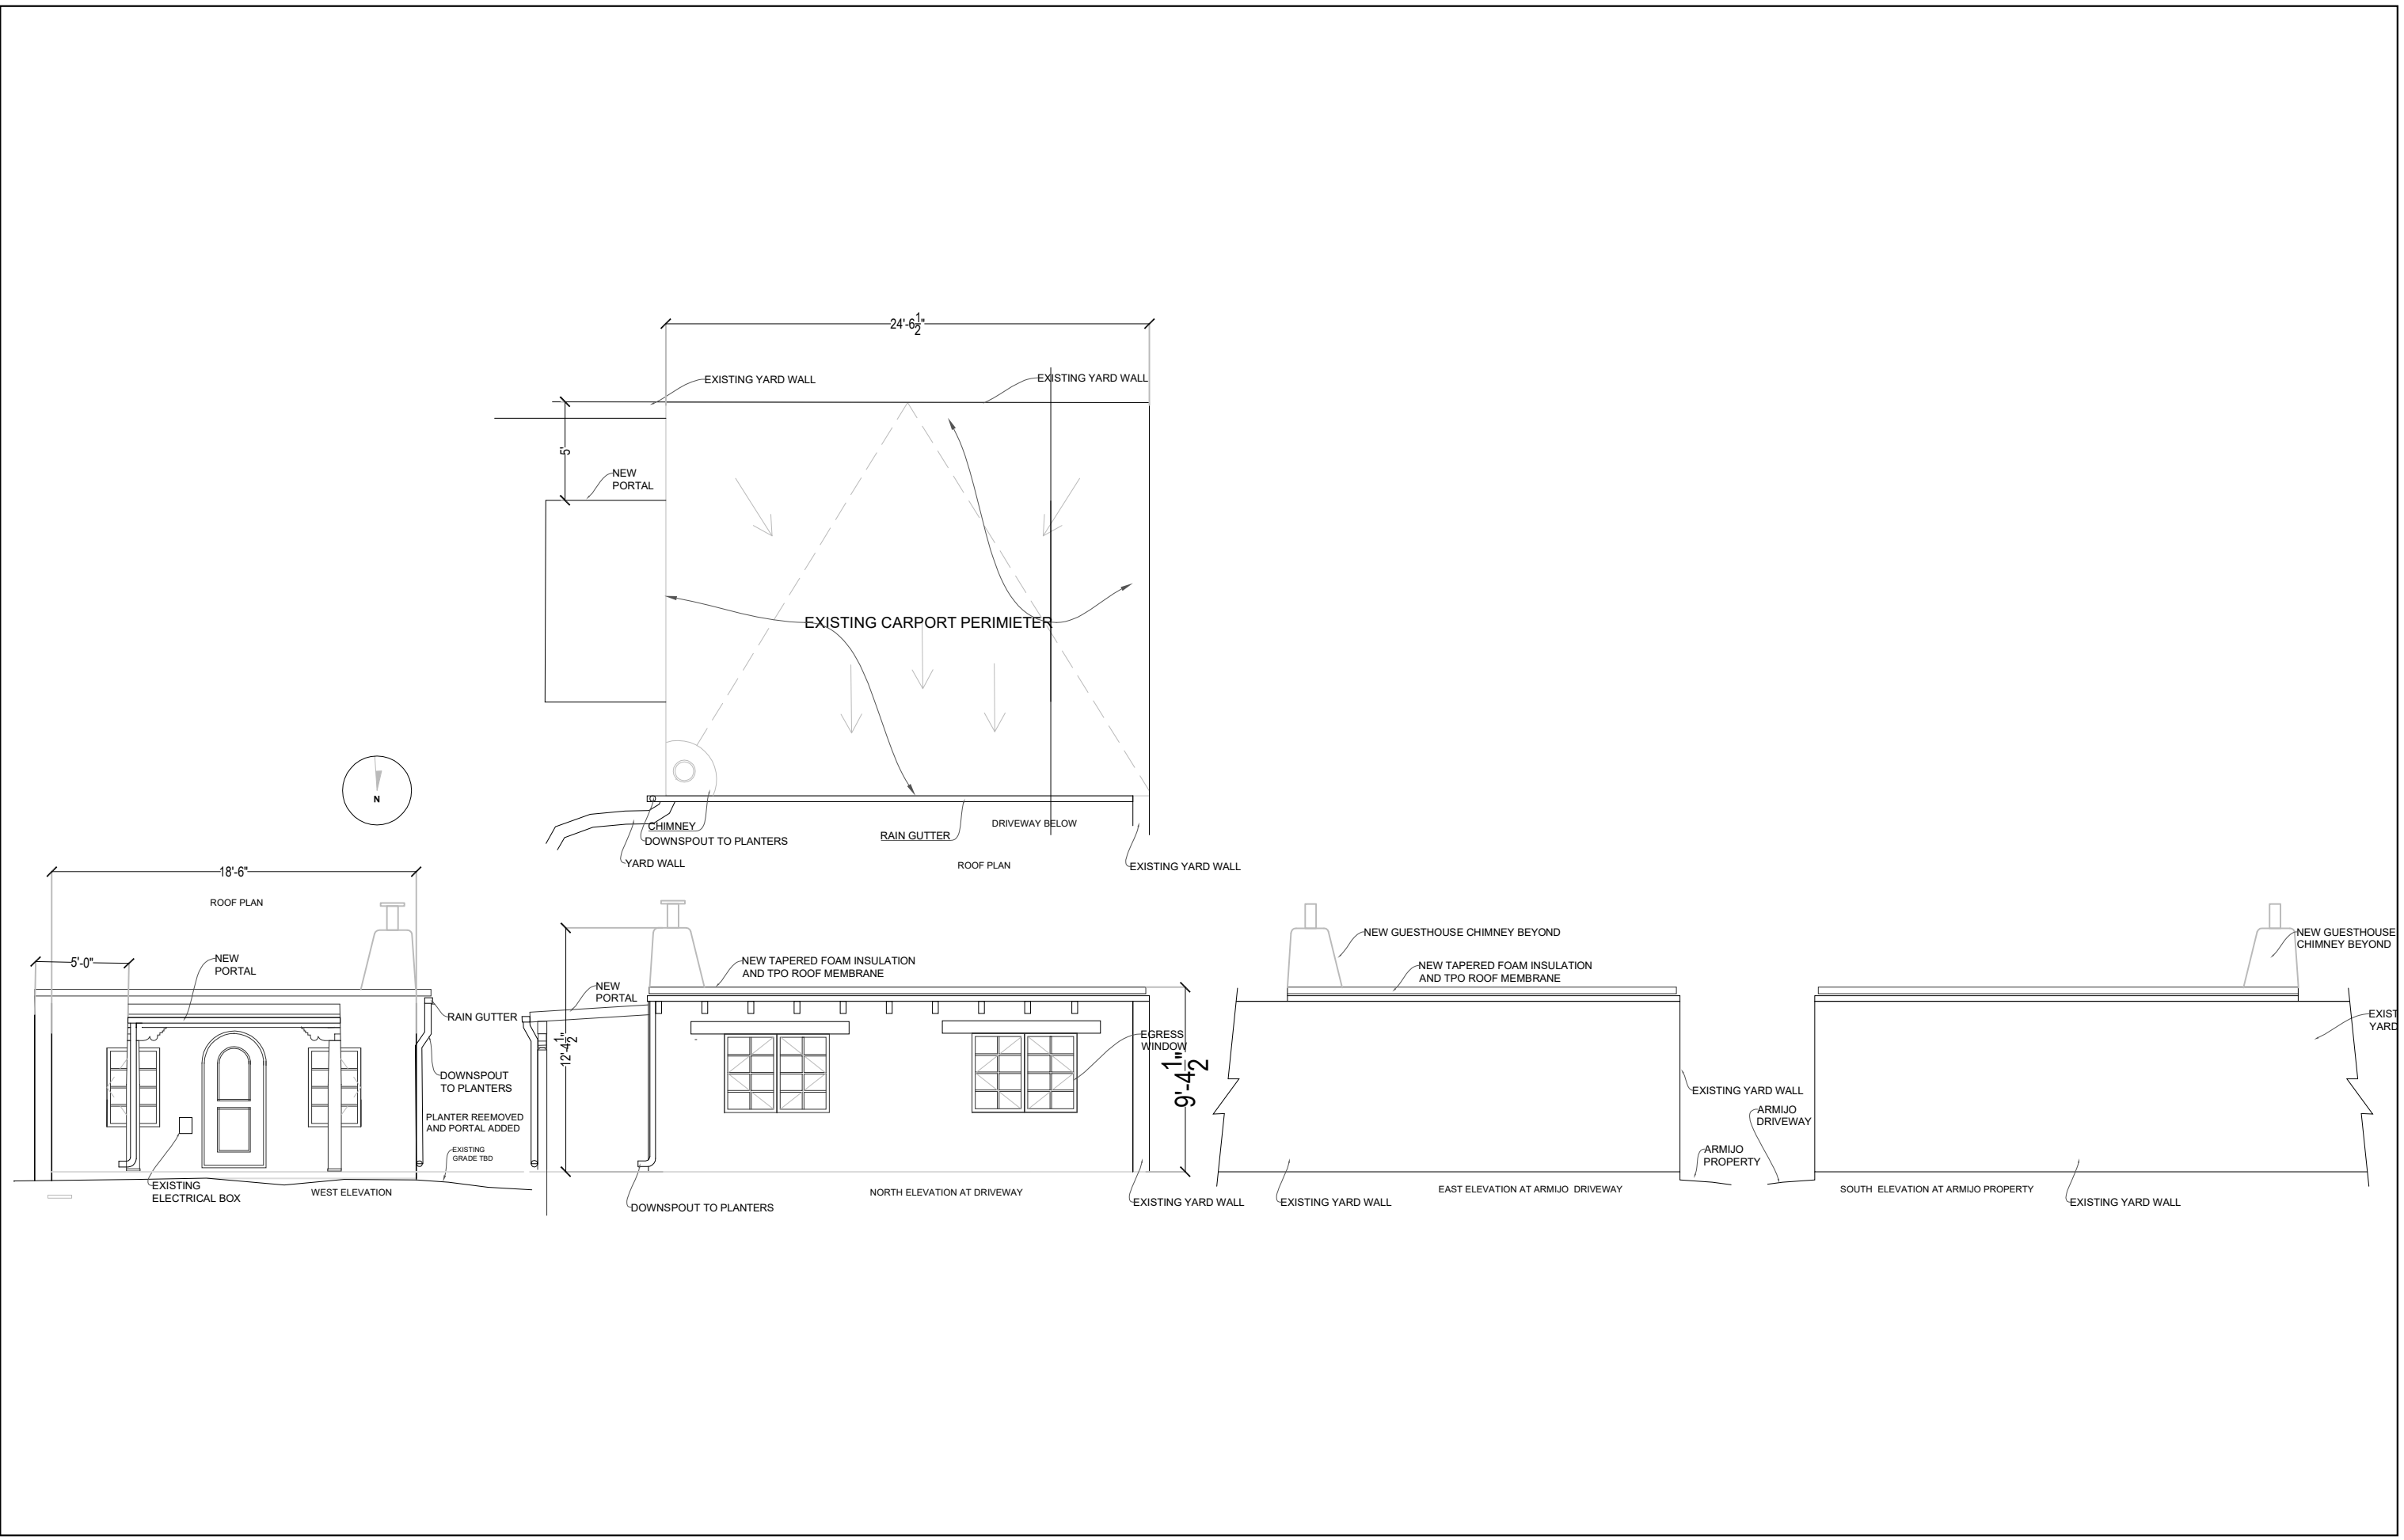 24'-6 1/2"
EXISTING YARD WALL
EXISTING YARD WALL
5'
NEW
PORTAL
EXISTING CARPORT PERIMIETER
N
CHIMNEY
DOWNSPOUT TO PLANTERS
YARD WALL
RAIN GUTTER
DRIVEWAY BELOW
ROOF PLAN
EXISTING YARD WALL
18'-6"
ROOF PLAN
5'-0"
NEW
PORTAL
RAIN GUTTER
DOWNSPOUT
TO PLANTERS
PLANTER REEMOVED
AND PORTAL ADDED
EXISTING
GRADE TBD
EXISTING
ELECTRICAL BOX
WEST ELEVATION
12'-4 1/2"
NEW
PORTAL
NEW TAPERED FOAM INSULATION
AND TPO ROOF MEMBRANE
EGRESS
WINDOW
9'-4 1/2"
DOWNSPOUT TO PLANTERS
NORTH ELEVATION AT DRIVEWAY
EXISTING YARD WALL
NEW GUESTHOUSE CHIMNEY BEYOND
NEW TAPERED FOAM INSULATION
AND TPO ROOF MEMBRANE
EXISTING YARD WALL
ARMIJO
DRIVEWAY
ARMIJO
PROPERTY
EXISTING YARD WALL
EAST ELEVATION AT ARMIJO DRIVEWAY
NEW GUESTHOUSE
CHIMNEY BEYOND
EXIST
YARD
SOUTH ELEVATION AT ARMIJO PROPERTY
EXISTING YARD WALL